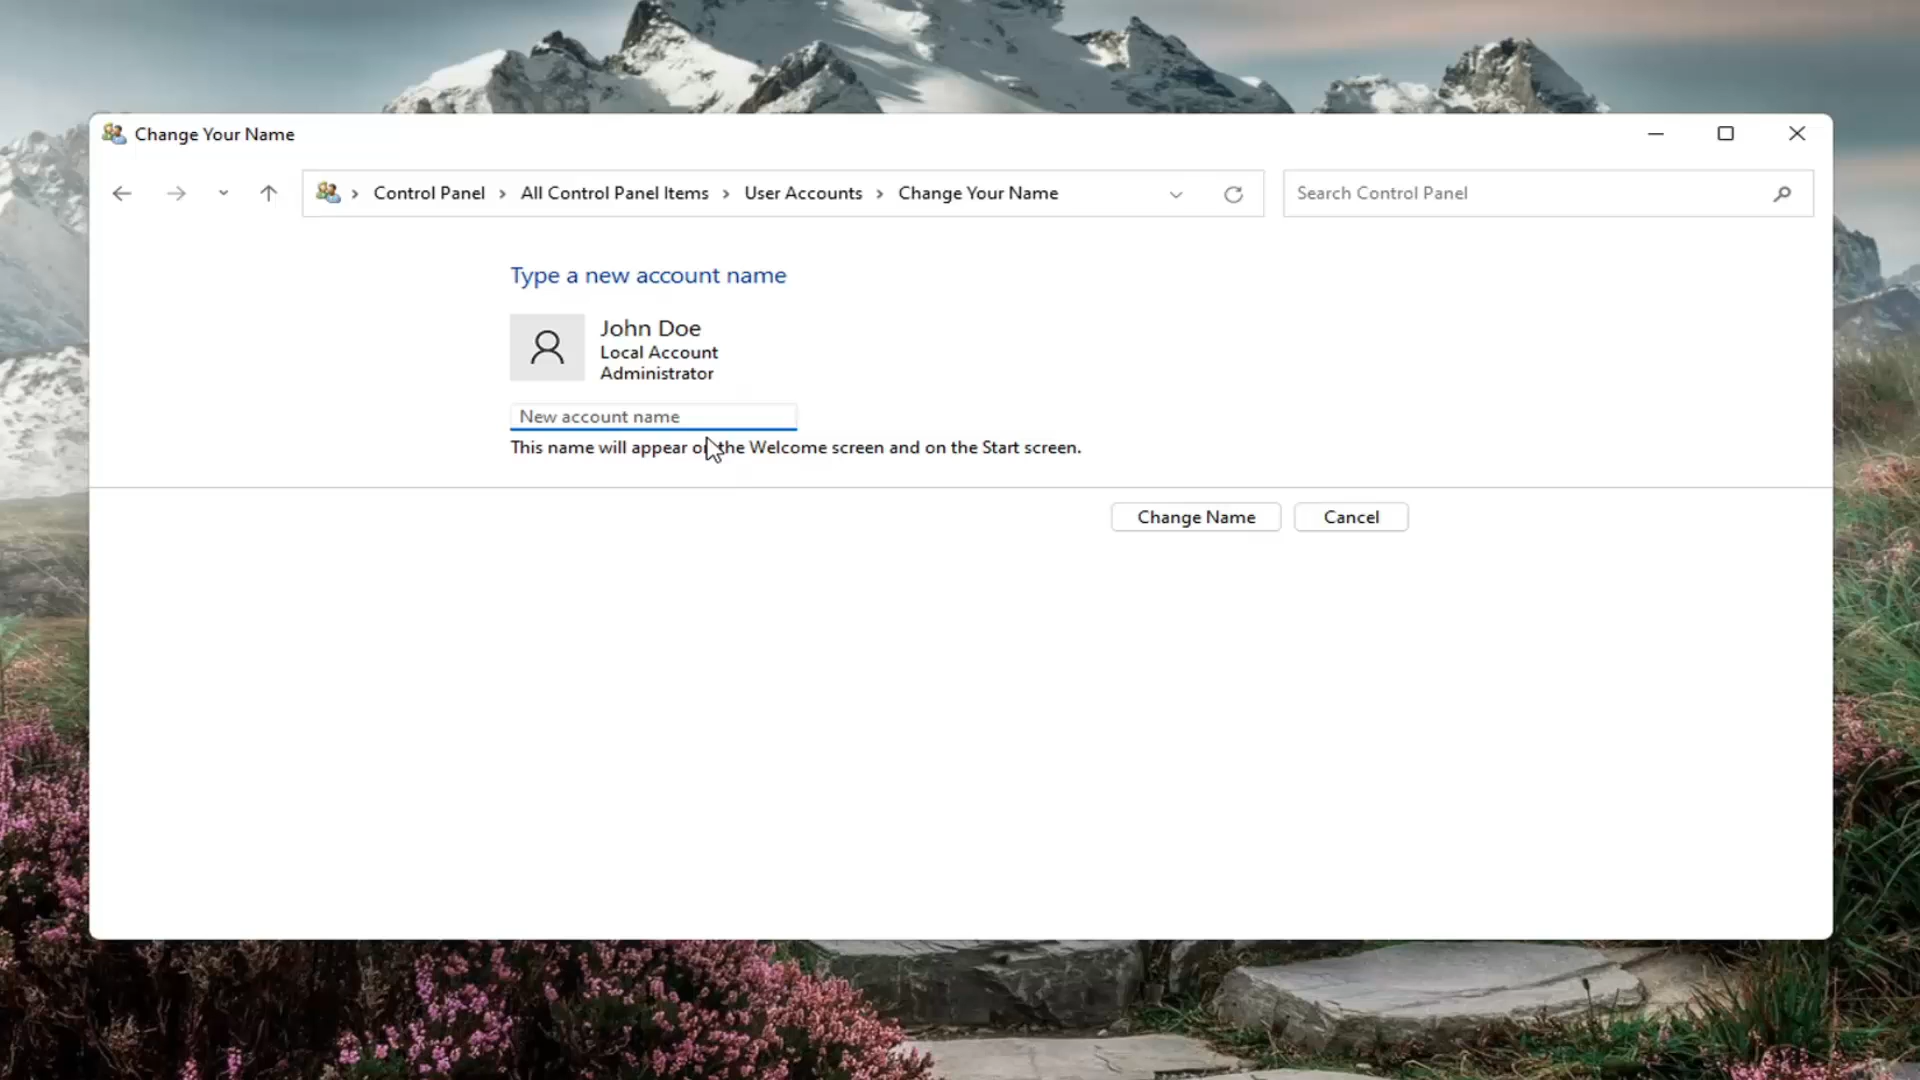 Change Your Name
Control Panel > All Control Panel Items > User Accounts > Change Your Name
Search Control Panel
Type a new account name
John Doe
Local Account
Administrator
New account name
This name will appear on the Welcome screen and on the Start screen.
Change Name
Cancel